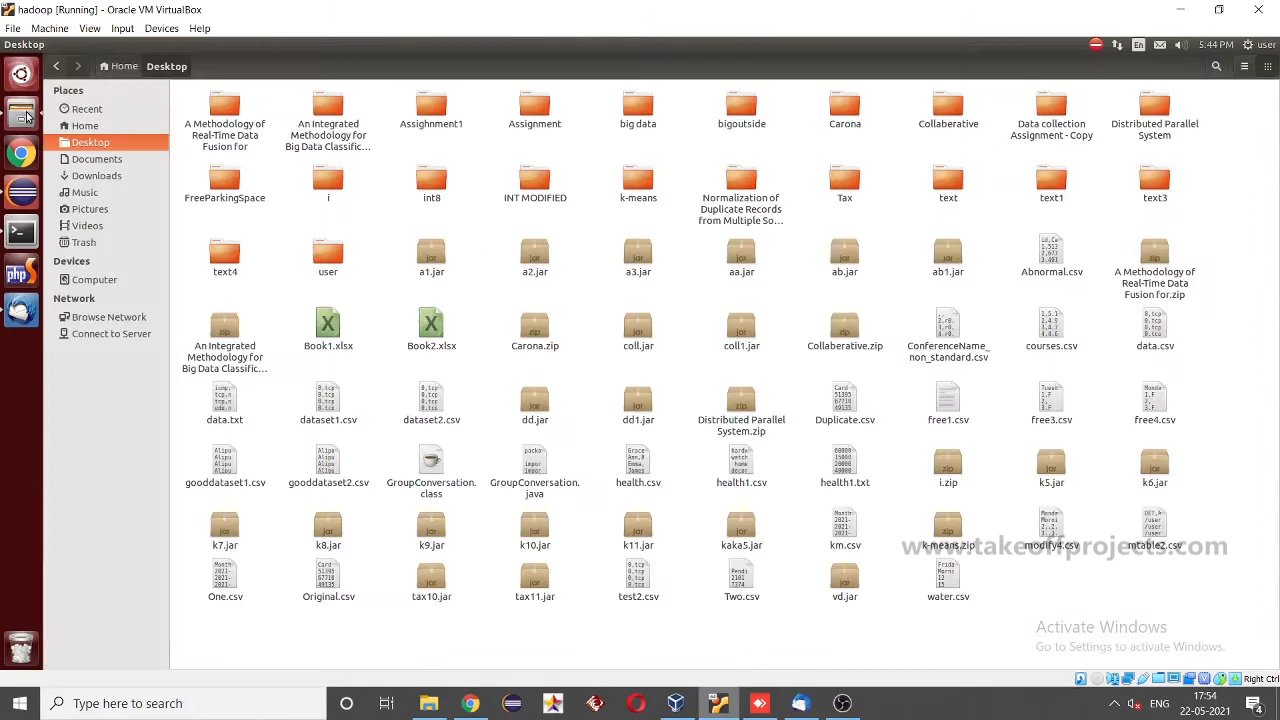 hadoop [Running] - Oracle VM VirtualBox
File Machine View Input Devices Help
Desktop
En 5:44 PM user
Home Desktop
Places
Recent
Home
Desktop
Documents
Downloads
Music
Pictures
Videos
Trash
Devices
Computer
Network
Browse Network
Connect to Server
A Methodology of Real-Time Data Fusion for
An Integrated Methodology for Big Data Classific...
Assighnment1
Assignment
big data
bigoutside
Carona
Collaberative
Data collection Assignment - Copy
Distributed Parallel System
FreeParkingSpace
i
int8
INT MODIFIED
k-means
Normalization of Duplicate Records from Multiple So...
Tax
text
text1
text3
text4
user
a1.jar
a2.jar
a3.jar
aa.jar
ab.jar
ab1.jar
Abnormal.csv
A Methodology of Real-Time Data Fusion for.zip
An Integrated Methodology for Big Data Classific...
Book1.xlsx
Book2.xlsx
Carona.zip
coll.jar
coll1.jar
Collaberative.zip
ConferenceName_non_standard.csv
courses.csv
data.csv
data.txt
dataset1.csv
dataset2.csv
dd.jar
dd1.jar
Distributed Parallel System.zip
Duplicate.csv
free1.csv
free3.csv
free4.csv
gooddataset1.csv
gooddataset2.csv
GroupConversation.class
GroupConversation.java
health.csv
health1.csv
health1.txt
i.zip
k5.jar
k6.jar
k7.jar
k8.jar
k9.jar
k10.jar
k11.jar
kaka5.jar
km.csv
k-means.zip
modify4.csv
mtable2.csv
www.takeoffprojects.com
One.csv
Original.csv
tax10.jar
tax11.jar
test2.csv
Two.csv
vd.jar
water.csv
Activate Windows
Go to Settings to activate Windows.
Right Ctrl
Type here to search
ENG
17:54
22-05-2021
4